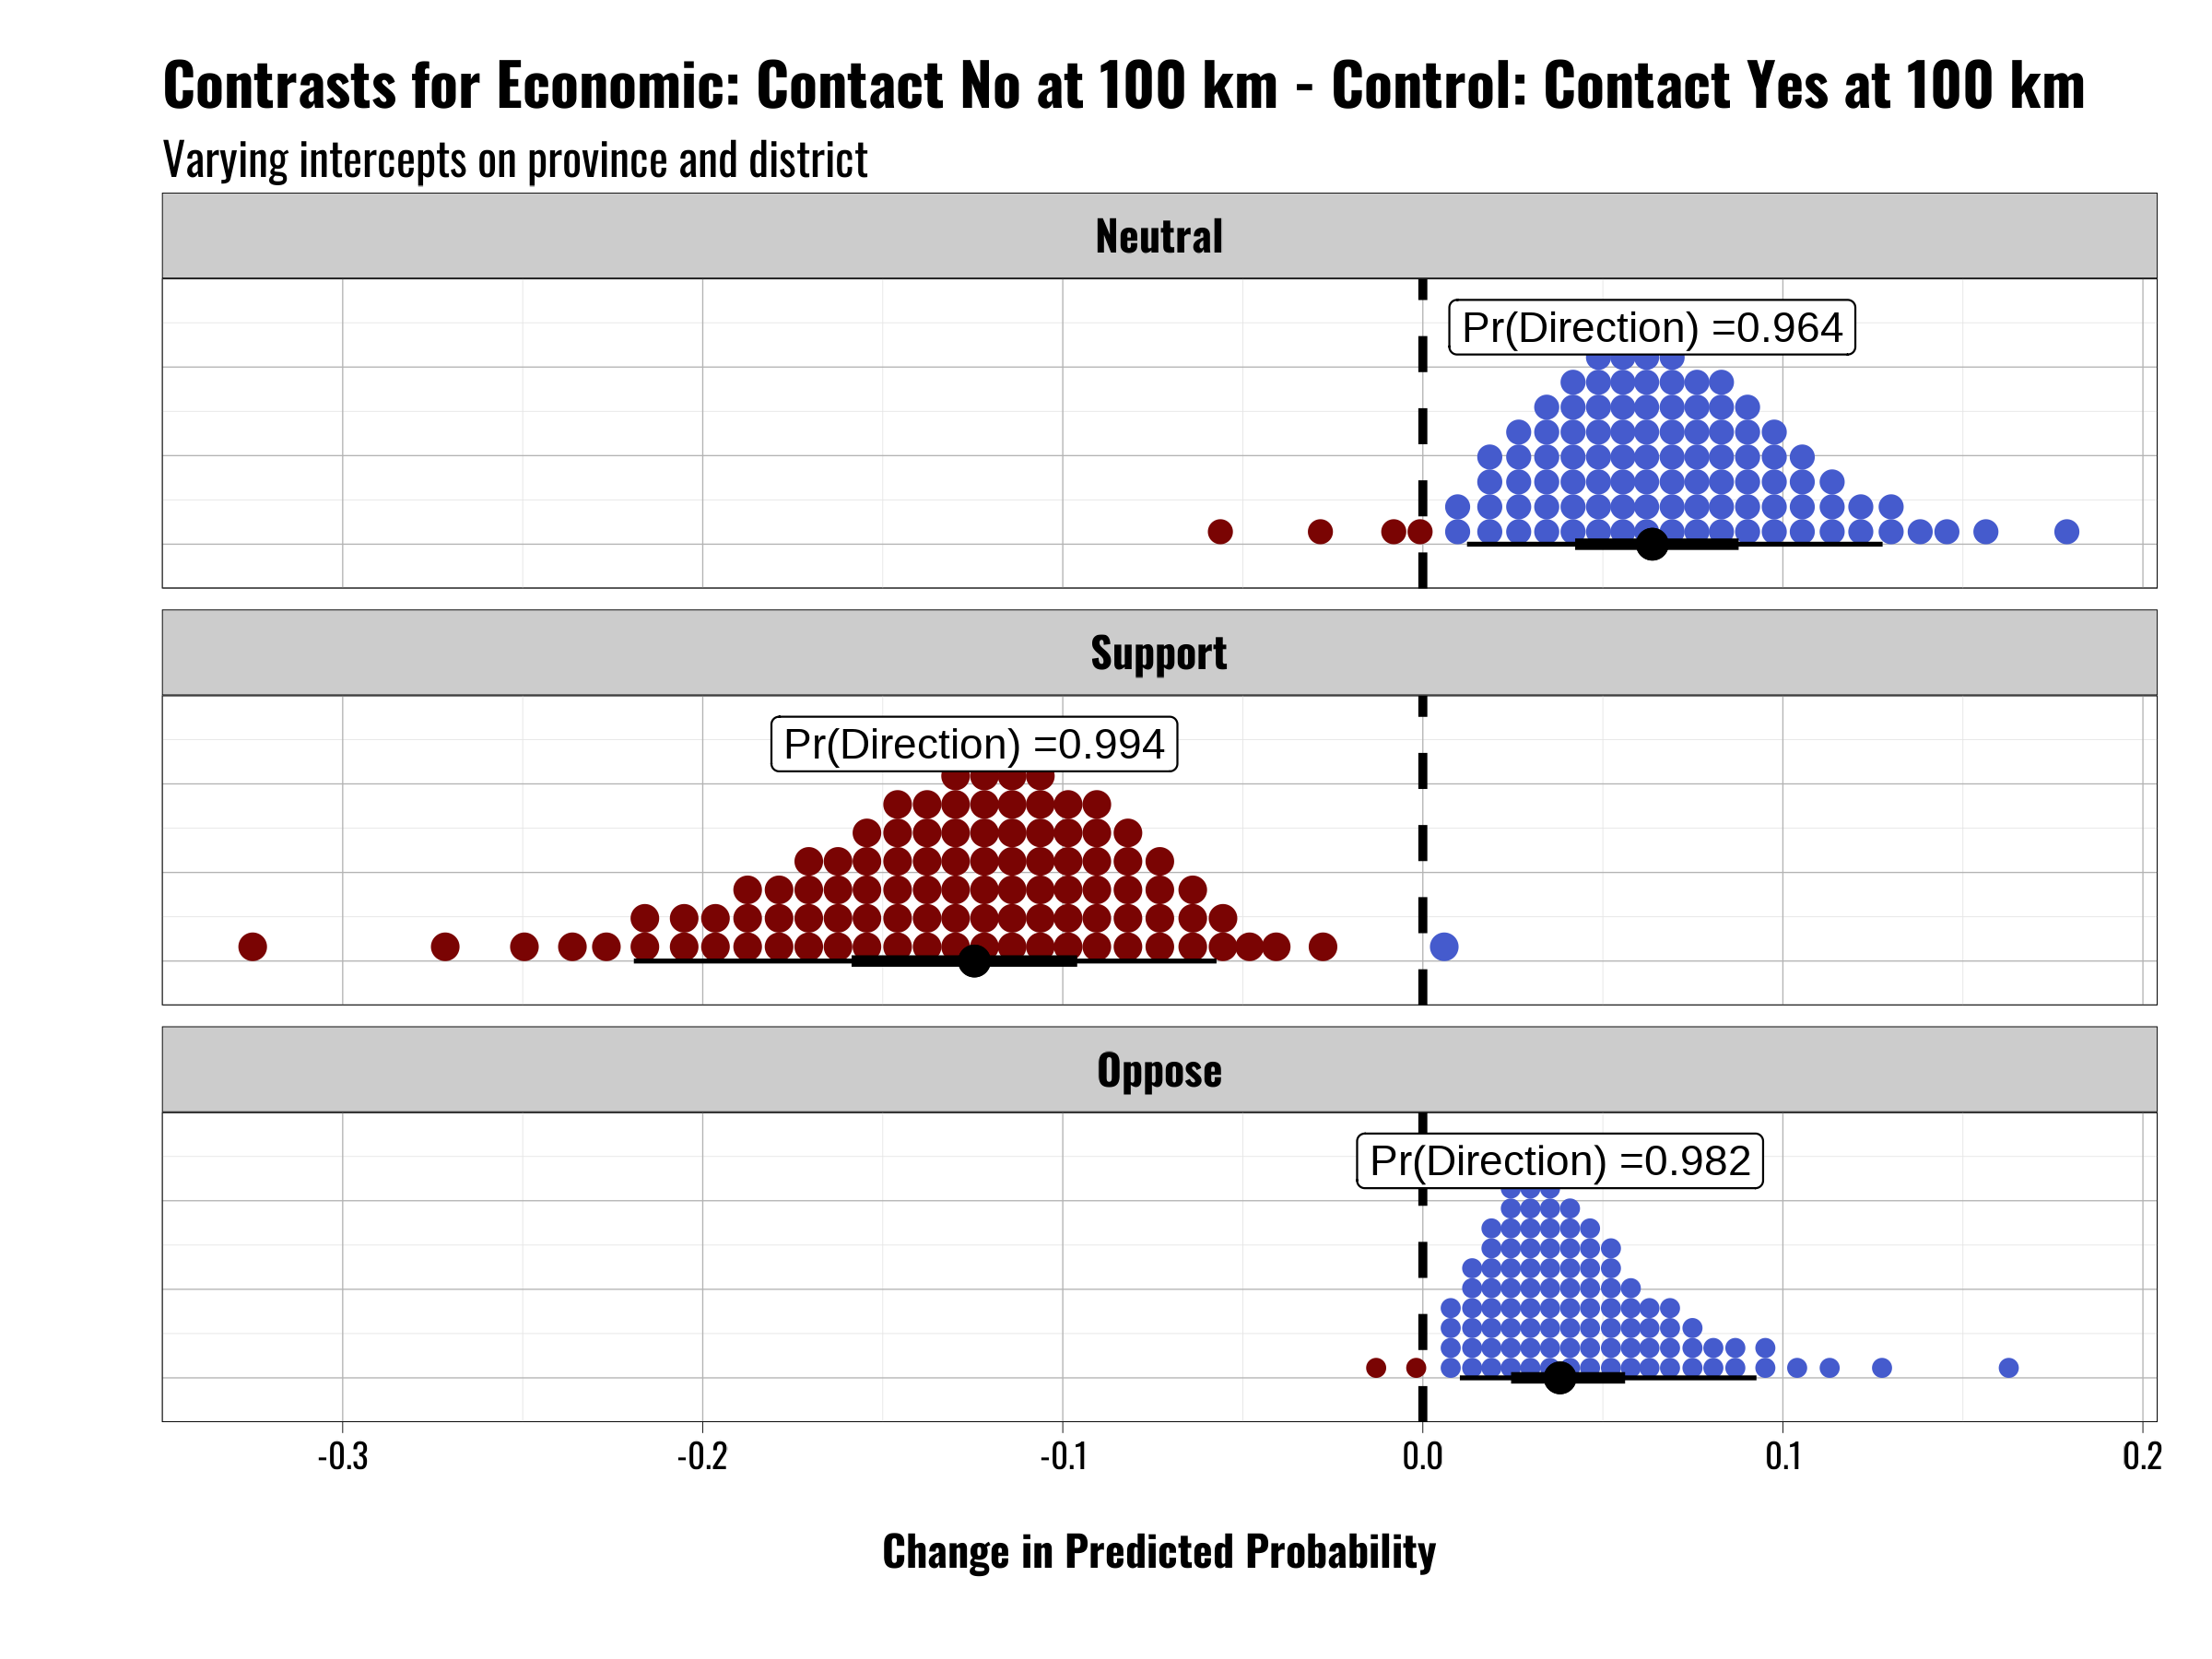 Contrasts for Economic: Contact No at 100 km - Control: Contact Yes at 100 km
Varying intercepts on province and district
Neutral
Pr(Direction) =0.964
Support
Pr(Direction) =0.994
Oppose
Pr(Direction) =0.982
-0.3 -0.2 -0.1 0.0 0.1 0.2
Change in Predicted Probability